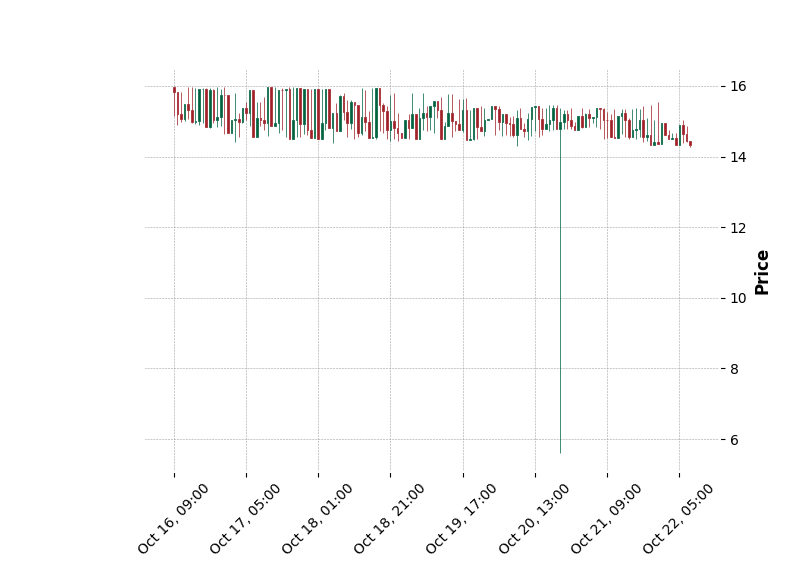 16
14
12
10
8
6
Price
Oct 16, 09:00
Oct 17, 05:00
Oct 18, 01:00
Oct 18, 21:00
Oct 19, 17:00
Oct 20, 13:00
Oct 21, 09:00
Oct 22, 05:00